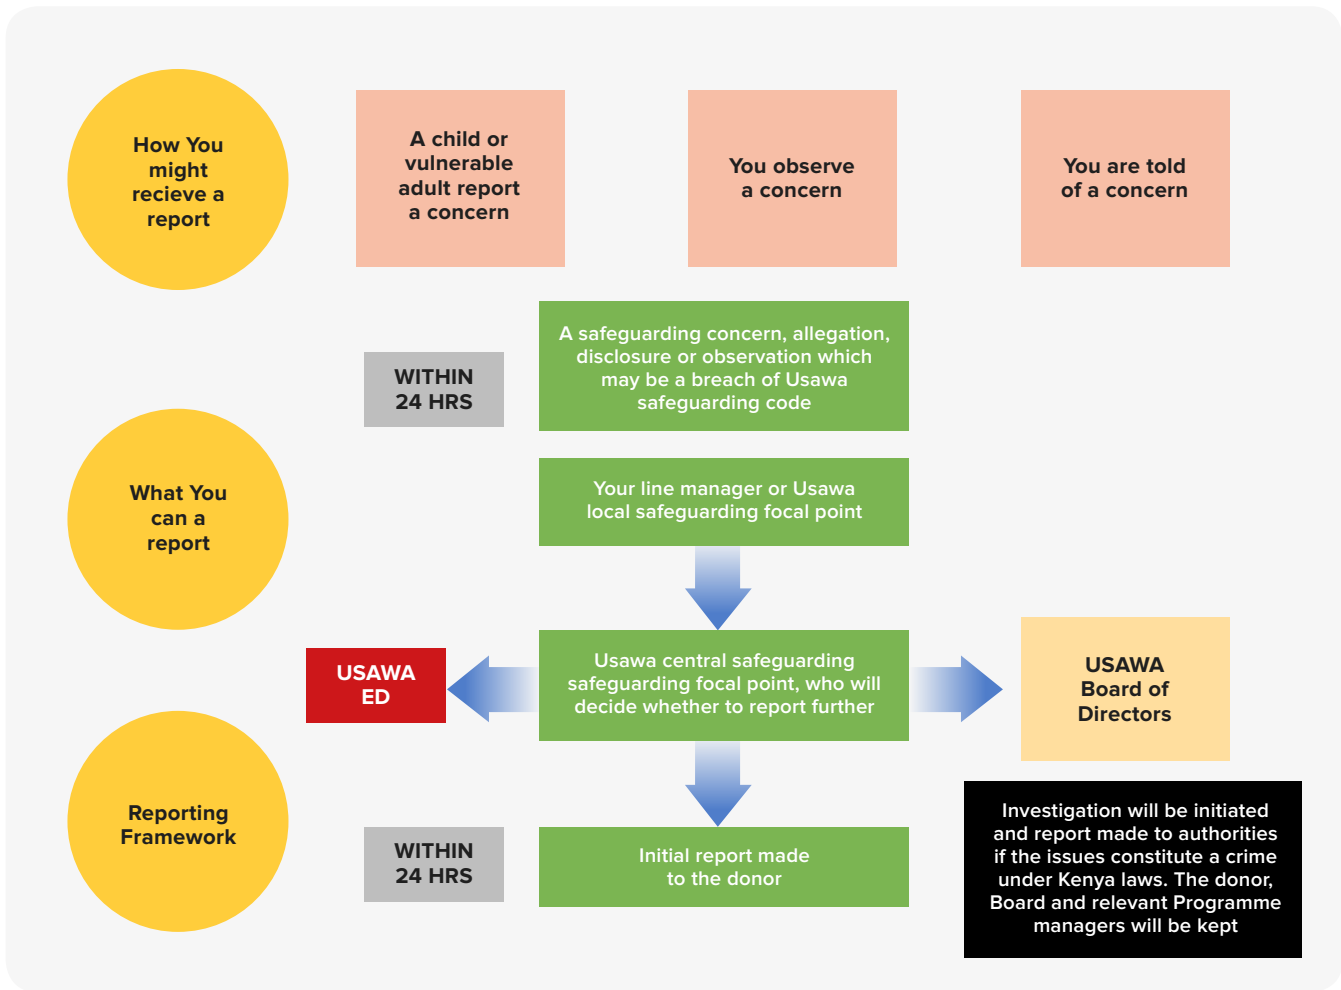 How You
might
recieve a
report
A child or
vulnerable
adult report
a concern
You observe
a concern
You are told
of a concern
WITHIN
24 HRS
A safeguarding concern, allegation,
disclosure or observation which
may be a breach of Usawa
safeguarding code
What You
can a
report
Your line manager or Usawa
local safeguarding focal point
USAWA
ED
Usawa central safeguarding
safeguarding focal point, who will
decide whether to report further
USAWA
Board of
Directors
Reporting
Framework
WITHIN
24 HRS
Initial report made
to the donor
Investigation will be initiated
and report made to authorities
if the issues constitute a crime
under Kenya laws. The donor,
Board and relevant Programme
managers will be kept